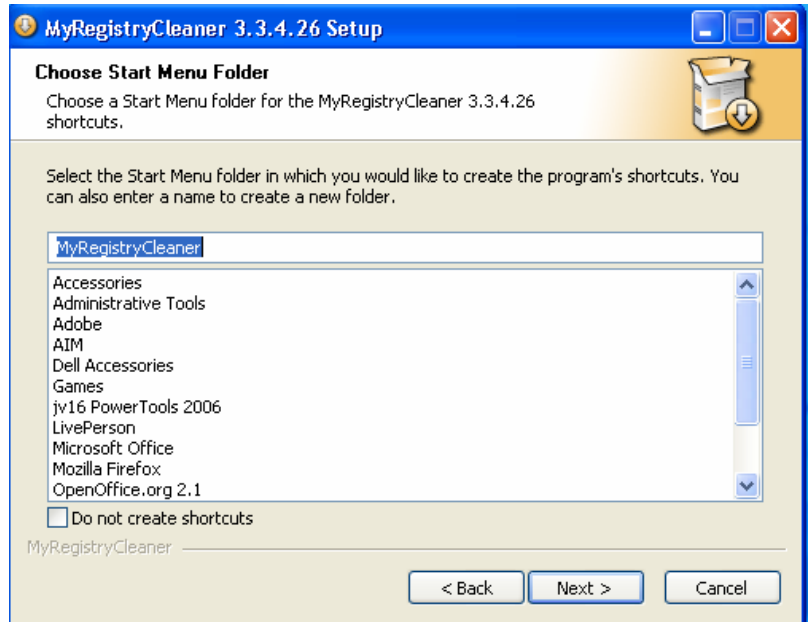 MyRegistryCleaner 3.3.4.26 Setup
Choose Start Menu Folder
Choose a Start Menu folder for the MyRegistryCleaner 3.3.4.26
shortcuts.
Select the Start Menu folder in which you would like to create the program's shortcuts. You
can also enter a name to create a new folder.
MyRegistryCleaner
Accessories
Administrative Tools
Adobe
AIM
Dell Accessories
Games
jv16 PowerTools 2006
LivePerson
Microsoft Office
Mozilla Firefox
OpenOffice.org 2.1
Do not create shortcuts
MyRegistryCleaner
< Back Next > Cancel